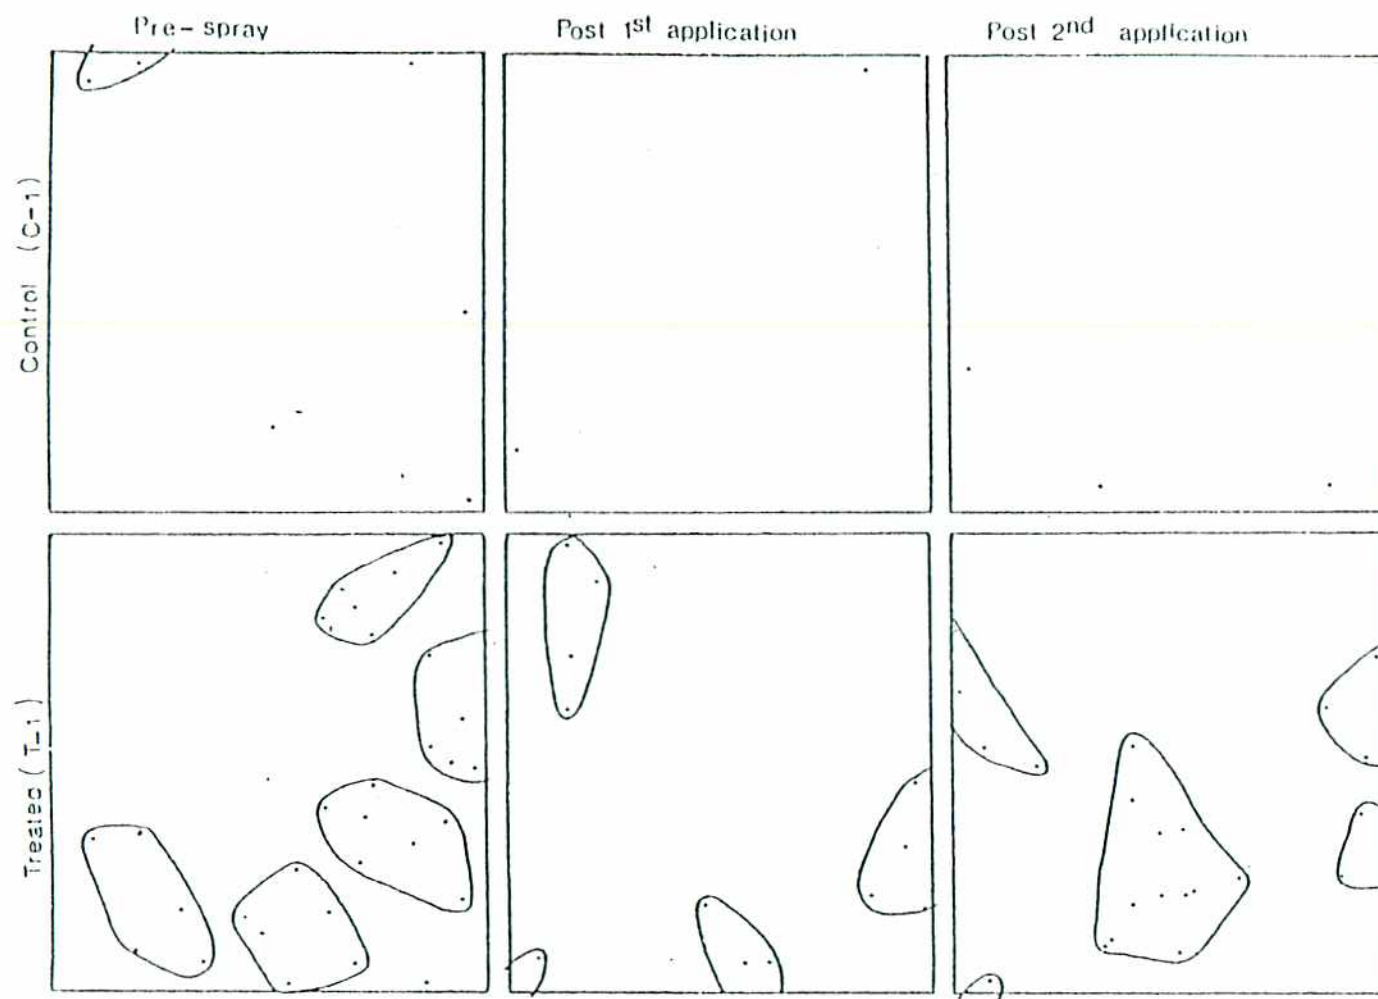 Pre-spray
Post 1st application
Post 2nd application
Control (C-1)
Treated (T-1)